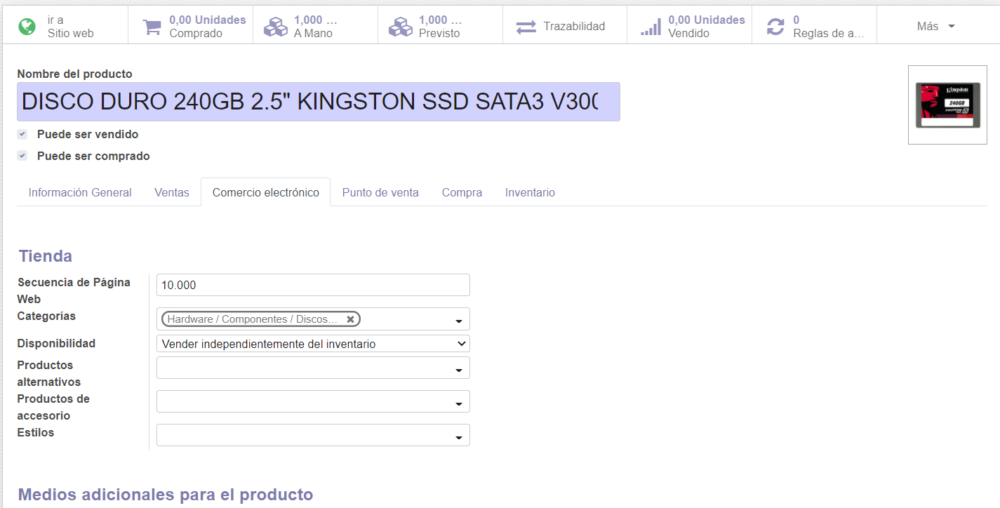 ir a
Sitio web
0,00 Unidades
Comprado
1,000 ...
A Mano
1,000 ...
Previsto
Trazabilidad
0,00 Unidades
Vendido
0
Reglas de a...
Más
Nombre del producto
DISCO DURO 240GB 2.5" KINGSTON SSD SATA3 V300
Kingston
240GB
Puede ser vendido
Puede ser comprado
Información General
Ventas
Comercio electrónico
Punto de venta
Compra
Inventario
Tienda
Secuencia de Página
Web
10.000
Categorías
Hardware / Componentes / Discos...
Disponibilidad
Vender independientemente del inventario
Productos
alternativos
Productos de
accesorio
Estilos
Medios adicionales para el producto